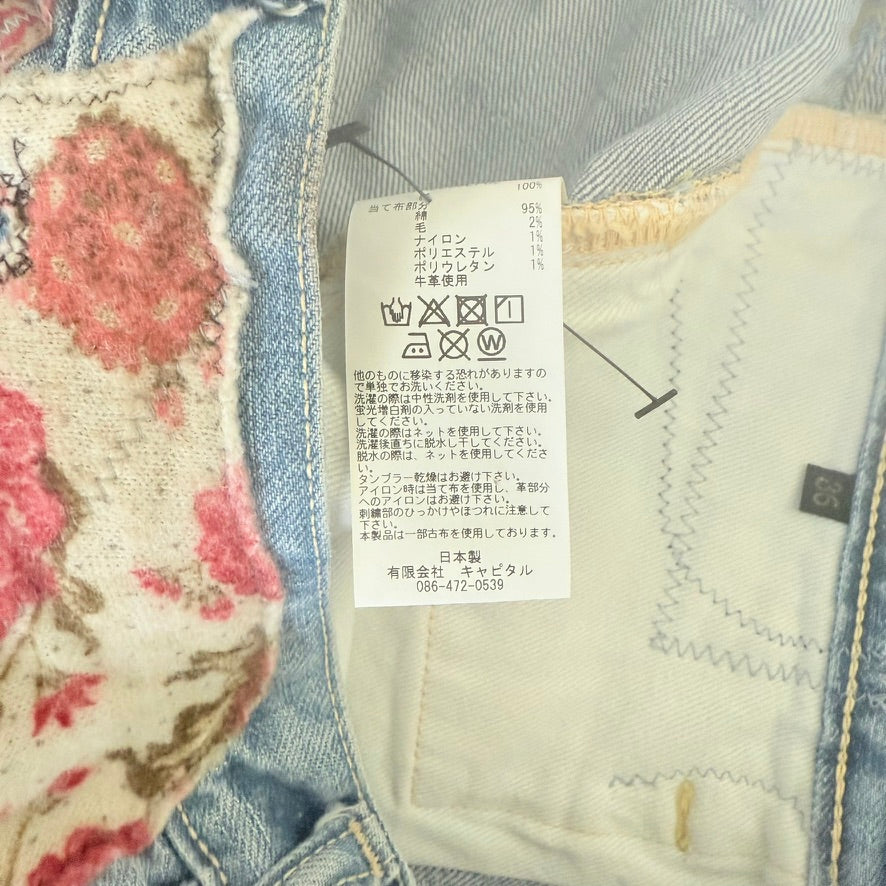 100%
当て布部分
綿 95%
毛 2%
ナイロン 1%
ポリエステル 1%
ポリウレタン 1%
牛革使用
他のものに移染する恐れがありますの
で単独でお洗いください。
洗濯の際は中性洗剤を使用して下さい。
蛍光増白剤の入っていない洗剤を使用
してください。
洗濯の際はネットを使用して下さい。
洗濯後直ちに脱水し干してください。
脱水の際は、ネットを使用してくださ
い。
タンブラー乾燥はお避け下さい。
アイロン時は当て布を使用し、革部分
へのアイロンはお避け下さい。
刺繍部のひっかけやほつれに注意して
下さい。
本製品は一部古布を使用しております。
日本製
有限会社 キャピタル
086-472-0539